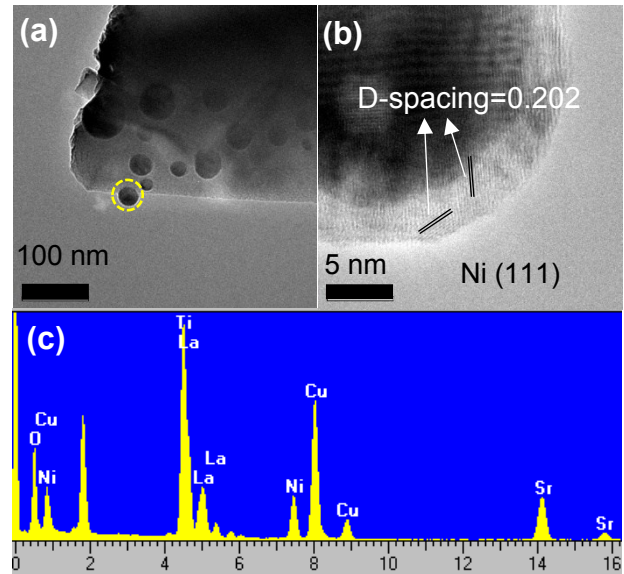 (a)
100 nm
(b)
D-spacing=0.202
5 nm
Ni (111)
(c)
Ti
La
Cu
O
Ni
La
La
Ni
Cu
Cu
Sr
Sr
0 2 4 6 8 10 12 14 16